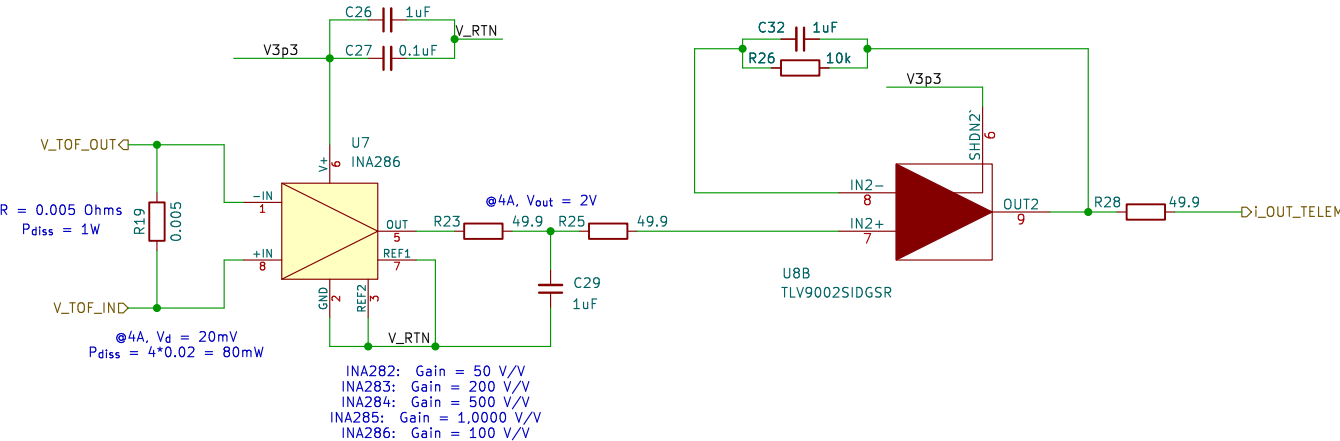 C26 1uF
V_RTN
V3p3
C27 0.1uF
C32 1uF
R26 10k
V3p3
SHDN2`
6
V_TOF_OUT
U7
INA286
V+
6
-IN
1
R = 0.005 Ohms
Pdiss = 1W
R19
0.005
@4A, Vout = 2V
OUT
5
R23 49.9
R25 49.9
IN2-
8
IN2+
7
OUT2
9
R28 49.9
i_OUT_TELEM
+IN
8
REF1
7
GND
2
REF2
3
C29
1uF
U8B
TLV9002SIDGSR
V_TOF_IN
V_RTN
@4A, Vd = 20mV
Pdiss = 4*0.02 = 80mW
INA282: Gain = 50 V/V
INA283: Gain = 200 V/V
INA284: Gain = 500 V/V
INA285: Gain = 1,0000 V/V
INA286: Gain = 100 V/V